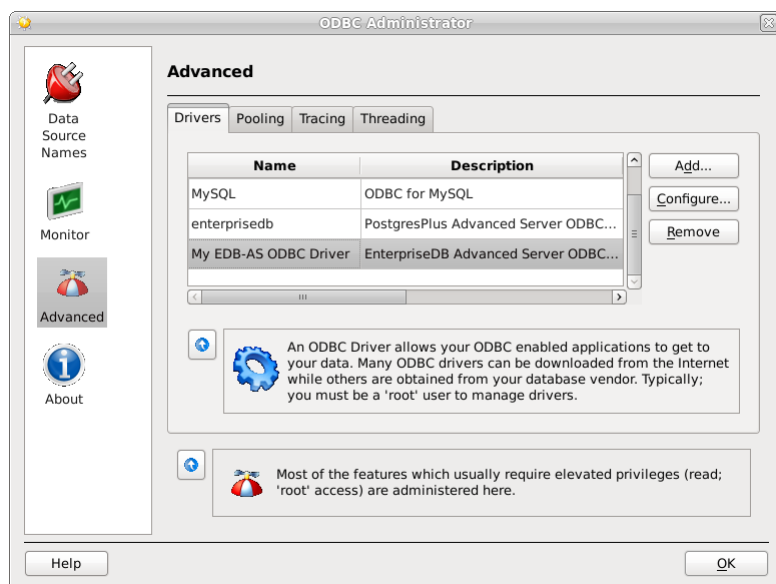 ODBC Administrator
Data
Source
Names
Monitor
Advanced
About
Advanced
Drivers Pooling Tracing Threading
Name Description
MySQL ODBC for MySQL
enterprisedb PostgresPlus Advanced Server ODBC...
My EDB-AS ODBC Driver EnterpriseDB Advanced Server ODBC...
Add...
Configure...
Remove
An ODBC Driver allows your ODBC enabled applications to get to
your data. Many ODBC drivers can be downloaded from the Internet
while others are obtained from your database vendor. Typically;
you must be a 'root' user to manage drivers.
Most of the features which usually require elevated privileges (read;
'root' access) are administered here.
Help OK